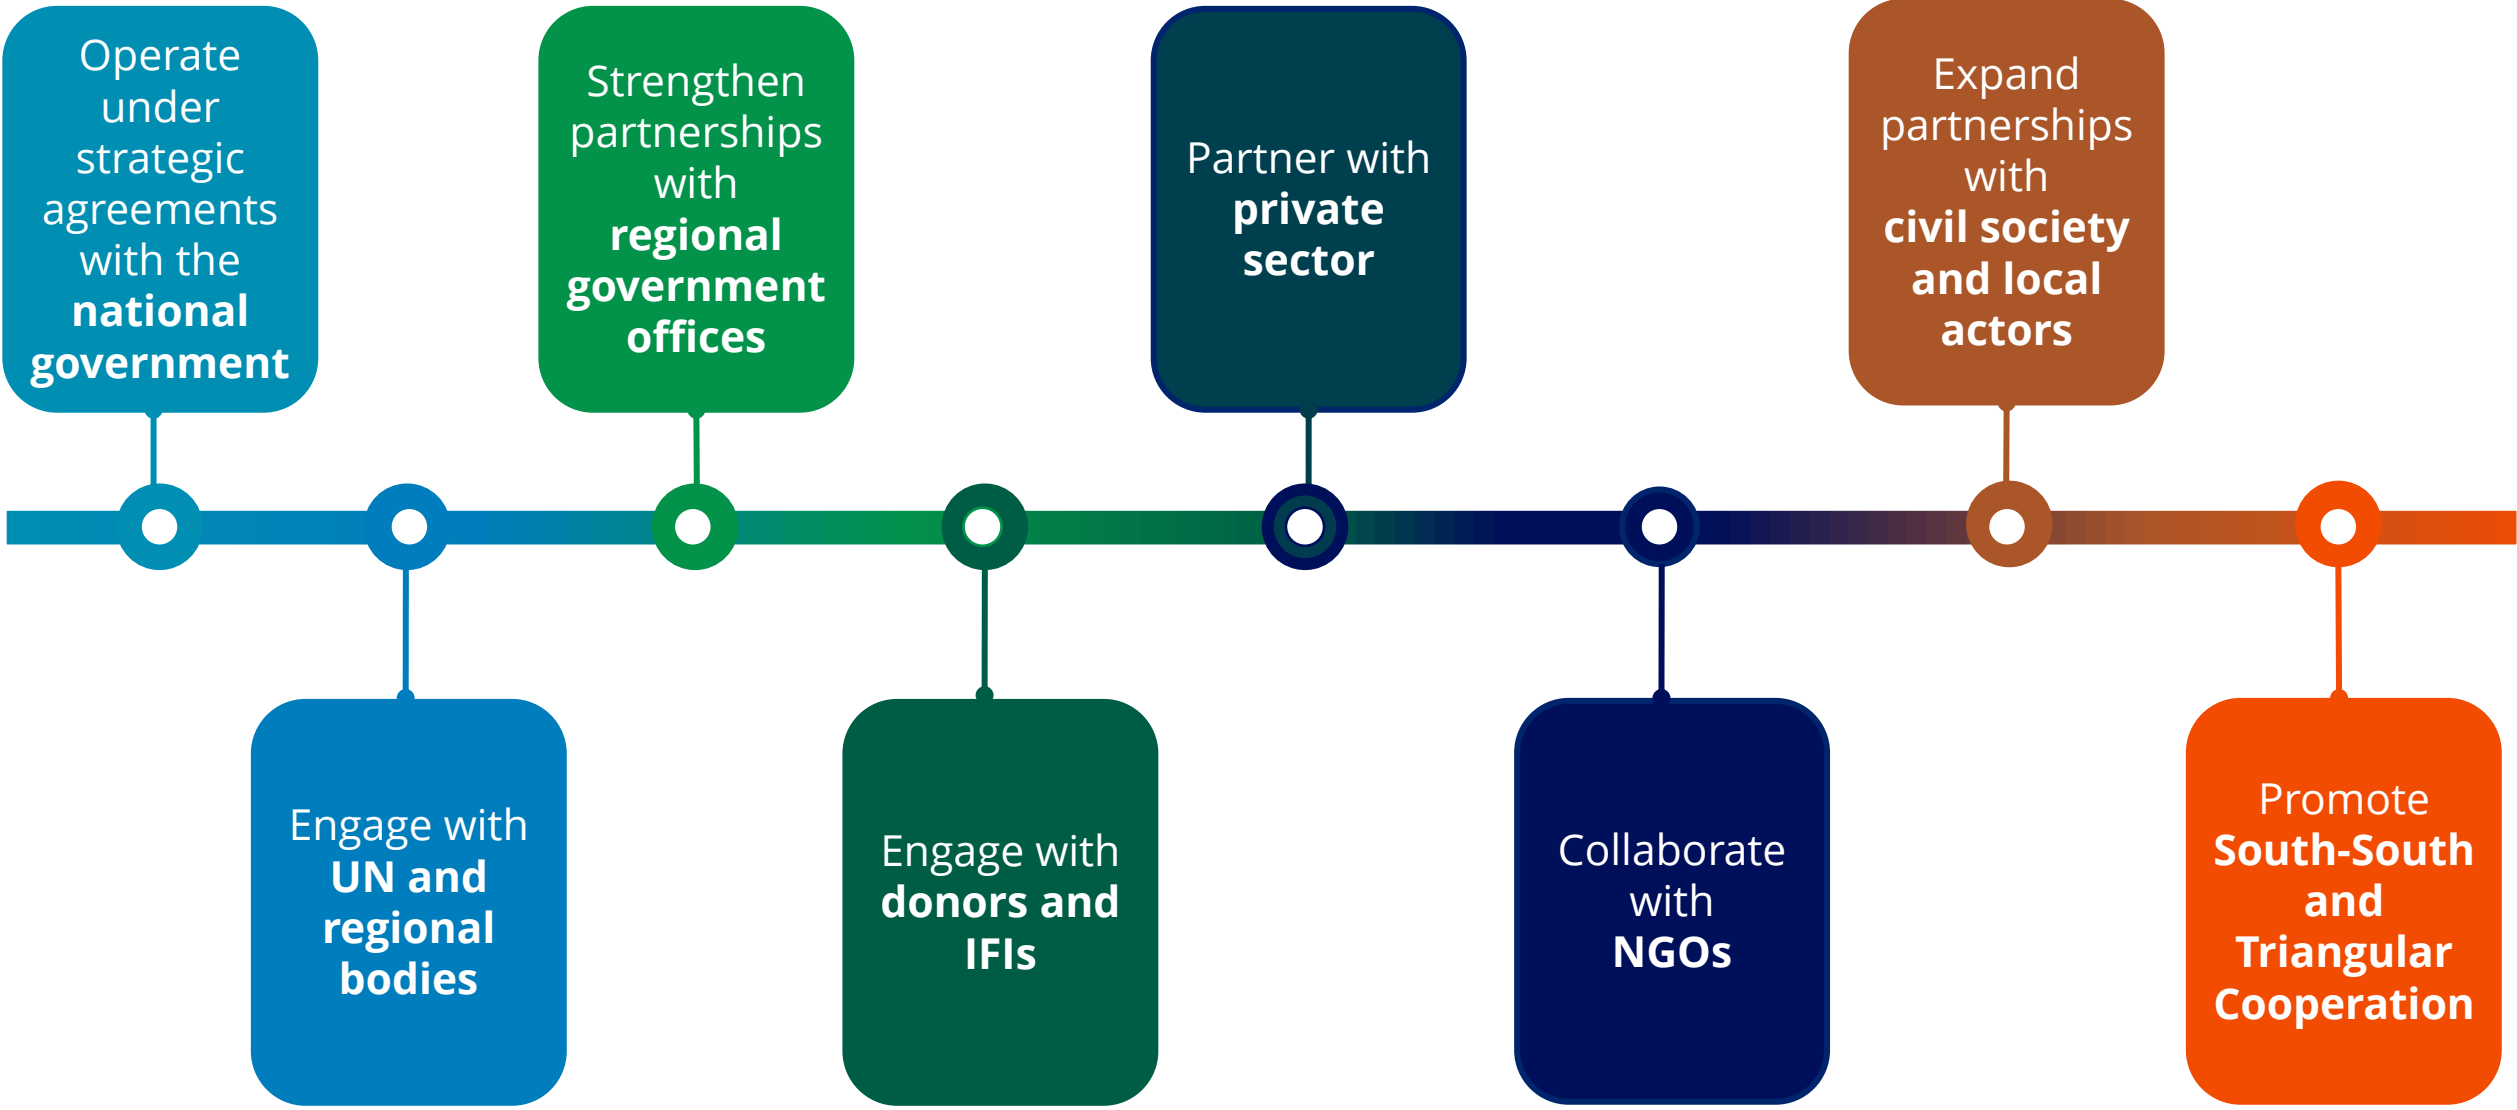 Operate
under
strategic
agreements
with the
national
government
Engage with
UN and
regional
bodies
Strengthen
partnerships
with
regional
government
offices
Engage with
donors and
IFIs
Partner with
private
sector
Collaborate
with
NGOs
Expand
partnerships
with
civil society
and local
actors
Promote
South-South
and
Triangular
Cooperation